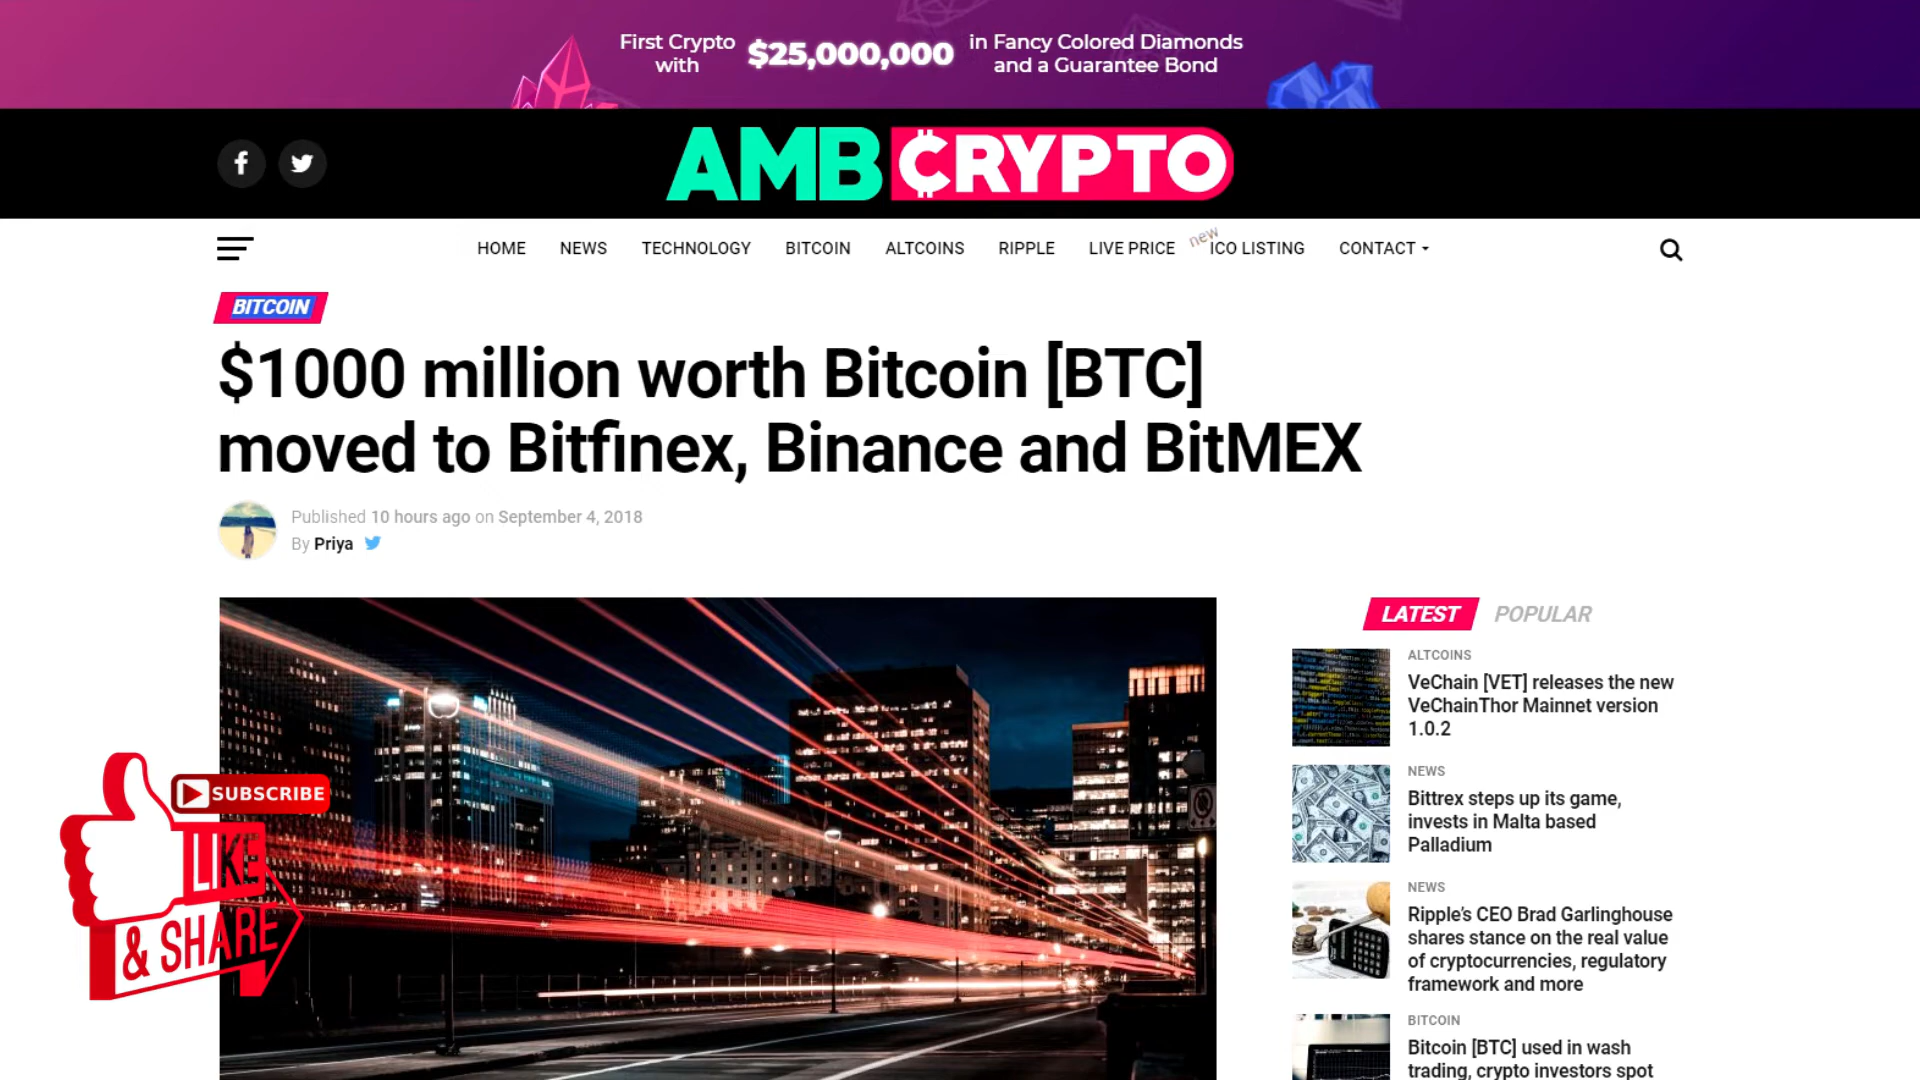 First Crypto
with
$25,000,000
in Fancy Colored Diamonds
and a Guarantee Bond
AMBCRYPTO
HOME NEWS TECHNOLOGY BITCOIN ALTCOINS RIPPLE LIVE PRICE new ICO LISTING CONTACT
BITCOIN
$1000 million worth Bitcoin [BTC]
moved to Bitfinex, Binance and BitMEX
Published 10 hours ago on September 4, 2018
By Priya
LATEST POPULAR
ALTCOINS
VeChain [VET] releases the new
VeChainThor Mainnet version
1.0.2
NEWS
Bittrex steps up its game,
invests in Malta based
Palladium
NEWS
Ripple’s CEO Brad Garlinghouse
shares stance on the real value
of cryptocurrencies, regulatory
framework and more
BITCOIN
Bitcoin [BTC] used in wash
trading, crypto investors spot
SUBSCRIBE
LIKE
& SHARE